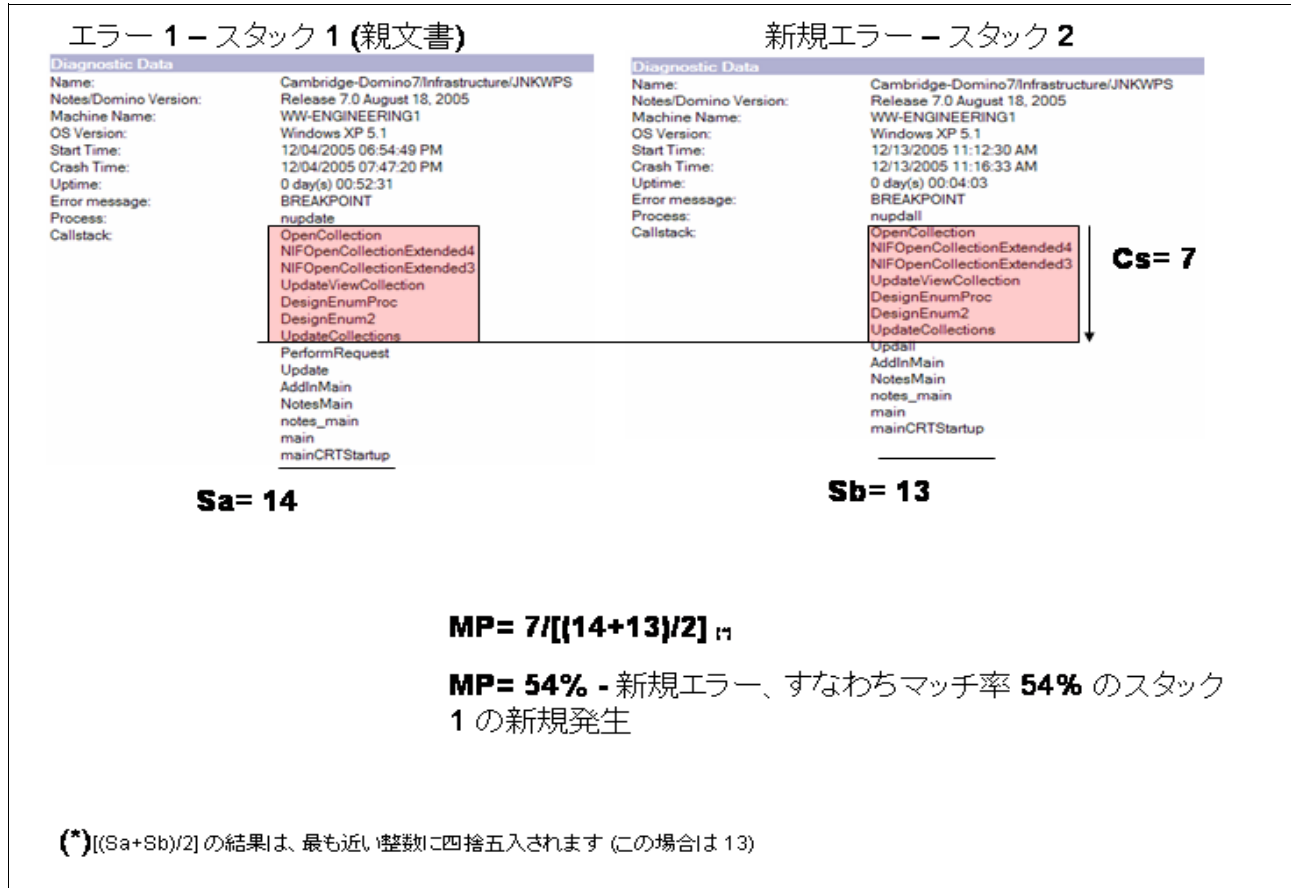 エラー 1 – スタック 1 (親文書)
Diagnostic Data
Name: Cambridge-Domino7/Infrastructure/JNKWPS
Notes/Domino Version: Release 7.0 August 18, 2005
Machine Name: WW-ENGINEERING1
OS Version: Windows XP 5.1
Start Time: 12/04/2005 06:54:49 PM
Crash Time: 12/04/2005 07:47:20 PM
Uptime: 0 day(s) 00:52:31
Error message: BREAKPOINT
Process: nupdate
Callstack: OpenCollection
NIFOpenCollectionExtended4
NIFOpenCollectionExtended3
UpdateViewCollection
DesignEnumProc
DesignEnum2
UpdateCollections
PerformRequest
Update
AddInMain
NotesMain
notes_main
main
mainCRTStartup
Sa= 14
新規エラー – スタック 2
Diagnostic Data
Name: Cambridge-Domino7/Infrastructure/JNKWPS
Notes/Domino Version: Release 7.0 August 18, 2005
Machine Name: WW-ENGINEERING1
OS Version: Windows XP 5.1
Start Time: 12/13/2005 11:12:30 AM
Crash Time: 12/13/2005 11:16:33 AM
Uptime: 0 day(s) 00:04:03
Error message: BREAKPOINT
Process: nupdall
Callstack: OpenCollection
NIFOpenCollectionExtended4
NIFOpenCollectionExtended3
UpdateViewCollection
DesignEnumProc
DesignEnum2
UpdateCollections
Updall
AddInMain
NotesMain
notes_main
main
mainCRTStartup
Cs= 7
Sb= 13
MP= 7/[(14+13)/2] (*)
MP= 54% - 新規エラー、すなわちマッチ率 54% のスタック
1 の新規発生
(*)[(Sa+Sb)/2] の結果は、最も近い整数に四捨五入されます (この場合は 13)